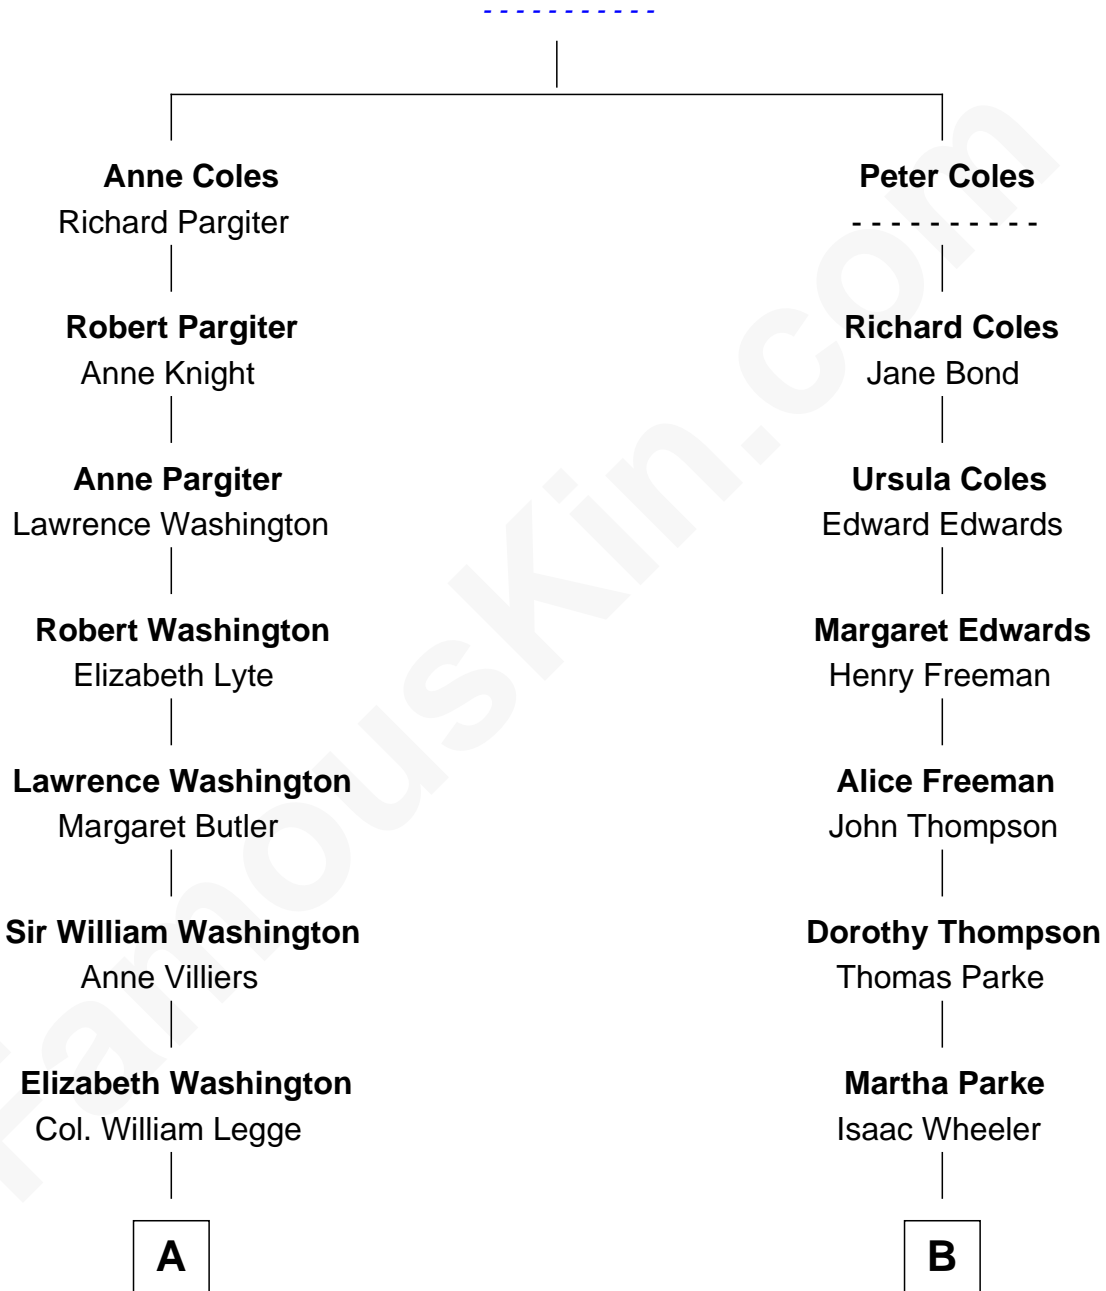 - - - - - - - - - - -
Anne Coles
Richard Pargiter
Peter Coles
- - - - - - - - - -
Robert Pargiter
Anne Knight
Richard Coles
Jane Bond
Anne Pargiter
Lawrence Washington
Ursula Coles
Edward Edwards
Robert Washington
Elizabeth Lyte
Margaret Edwards
Henry Freeman
Lawrence Washington
Margaret Butler
Alice Freeman
John Thompson
Sir William Washington
Anne Villiers
Dorothy Thompson
Thomas Parke
Elizabeth Washington
Col. William Legge
Martha Parke
Isaac Wheeler
A
B
FamousKin.com